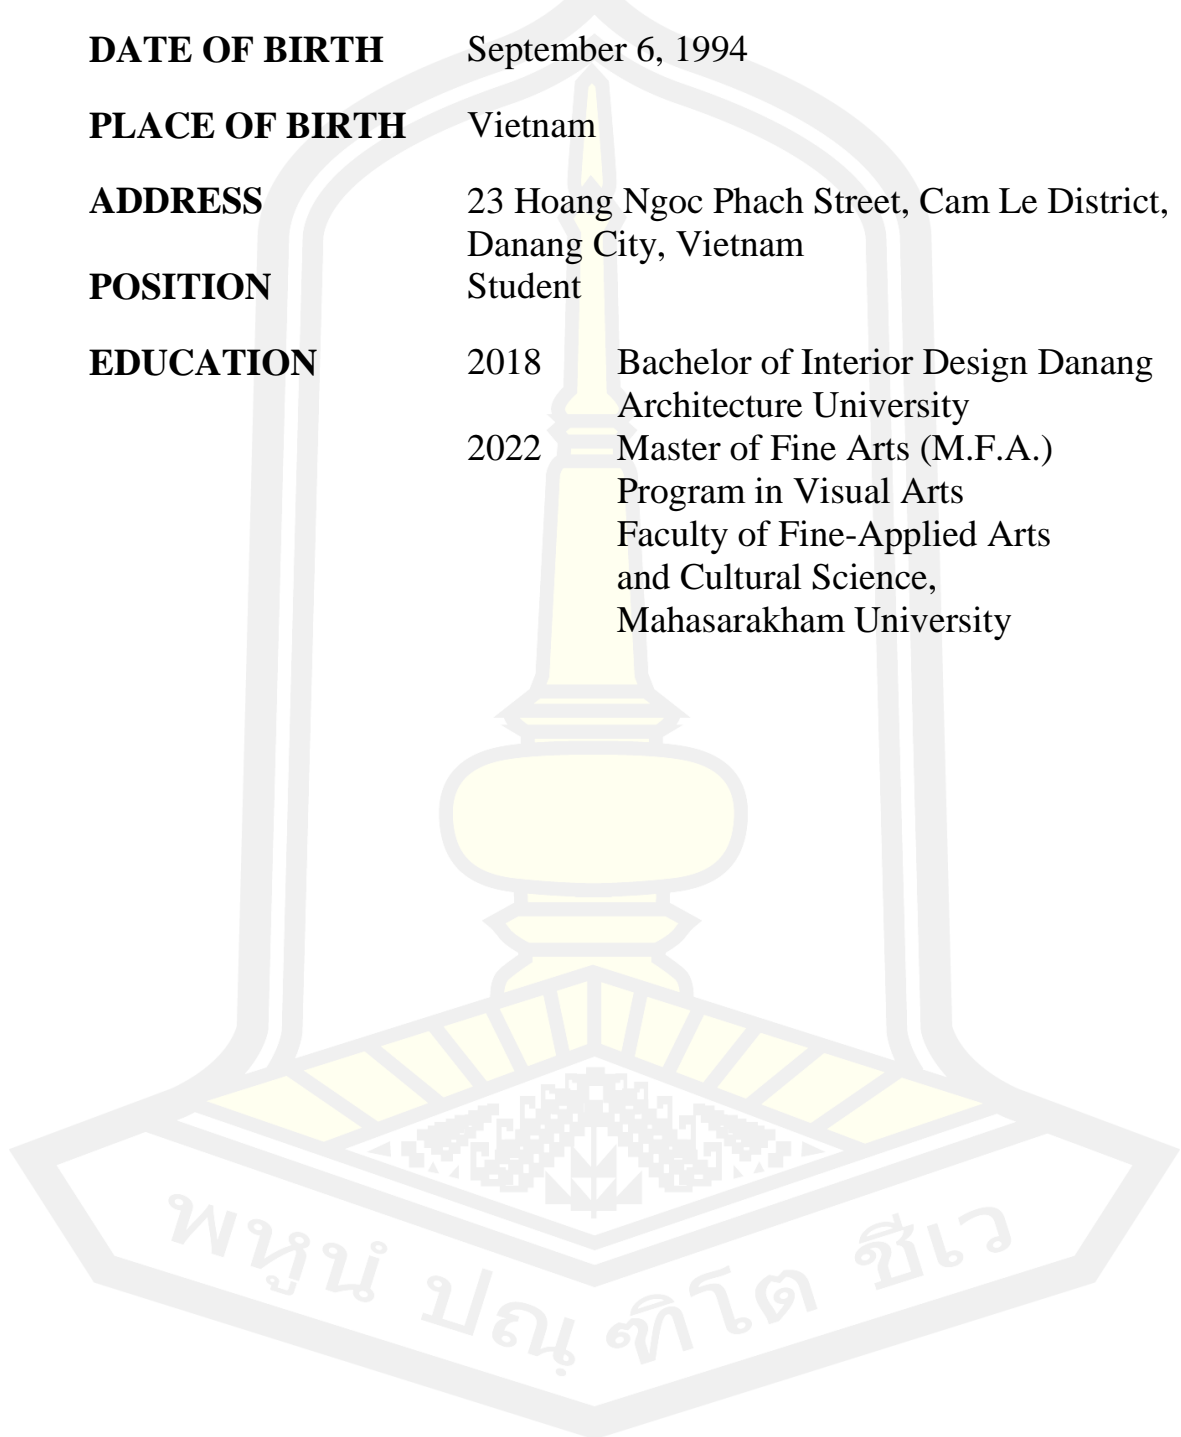 DATE OF BIRTH September 6, 1994
PLACE OF BIRTH Vietnam
ADDRESS 23 Hoang Ngoc Phach Street, Cam Le District,
Danang City, Vietnam
POSITION Student
EDUCATION 2018 Bachelor of Interior Design Danang
Architecture University
2022 Master of Fine Arts (M.F.A.)
Program in Visual Arts
Faculty of Fine-Applied Arts
and Cultural Science,
Mahasarakham University
พหูนํ ปณฺฑิโต ชีเว